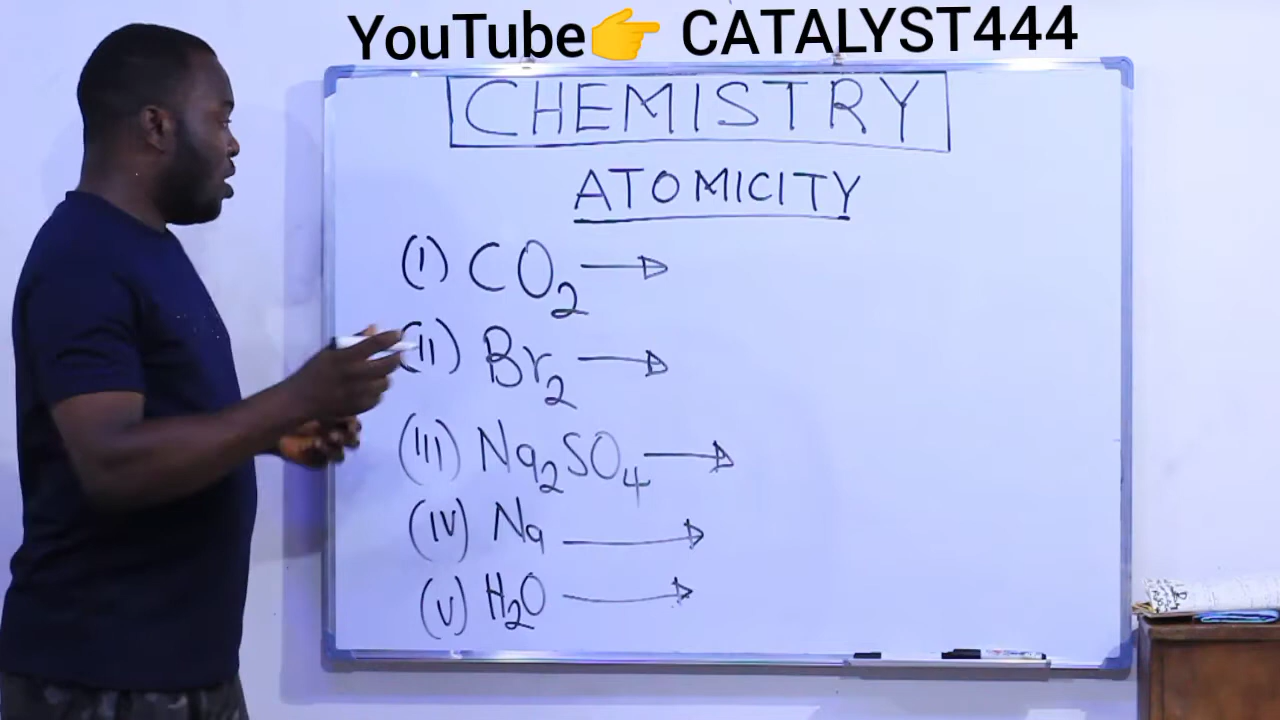 YouTube👉 CATALYST444
CHEMISTRY
ATOMICITY
(I) CO₂ →
(II) Br₂ →
(III) Na₂SO₄ →
(IV) Na →
(V) H₂O →